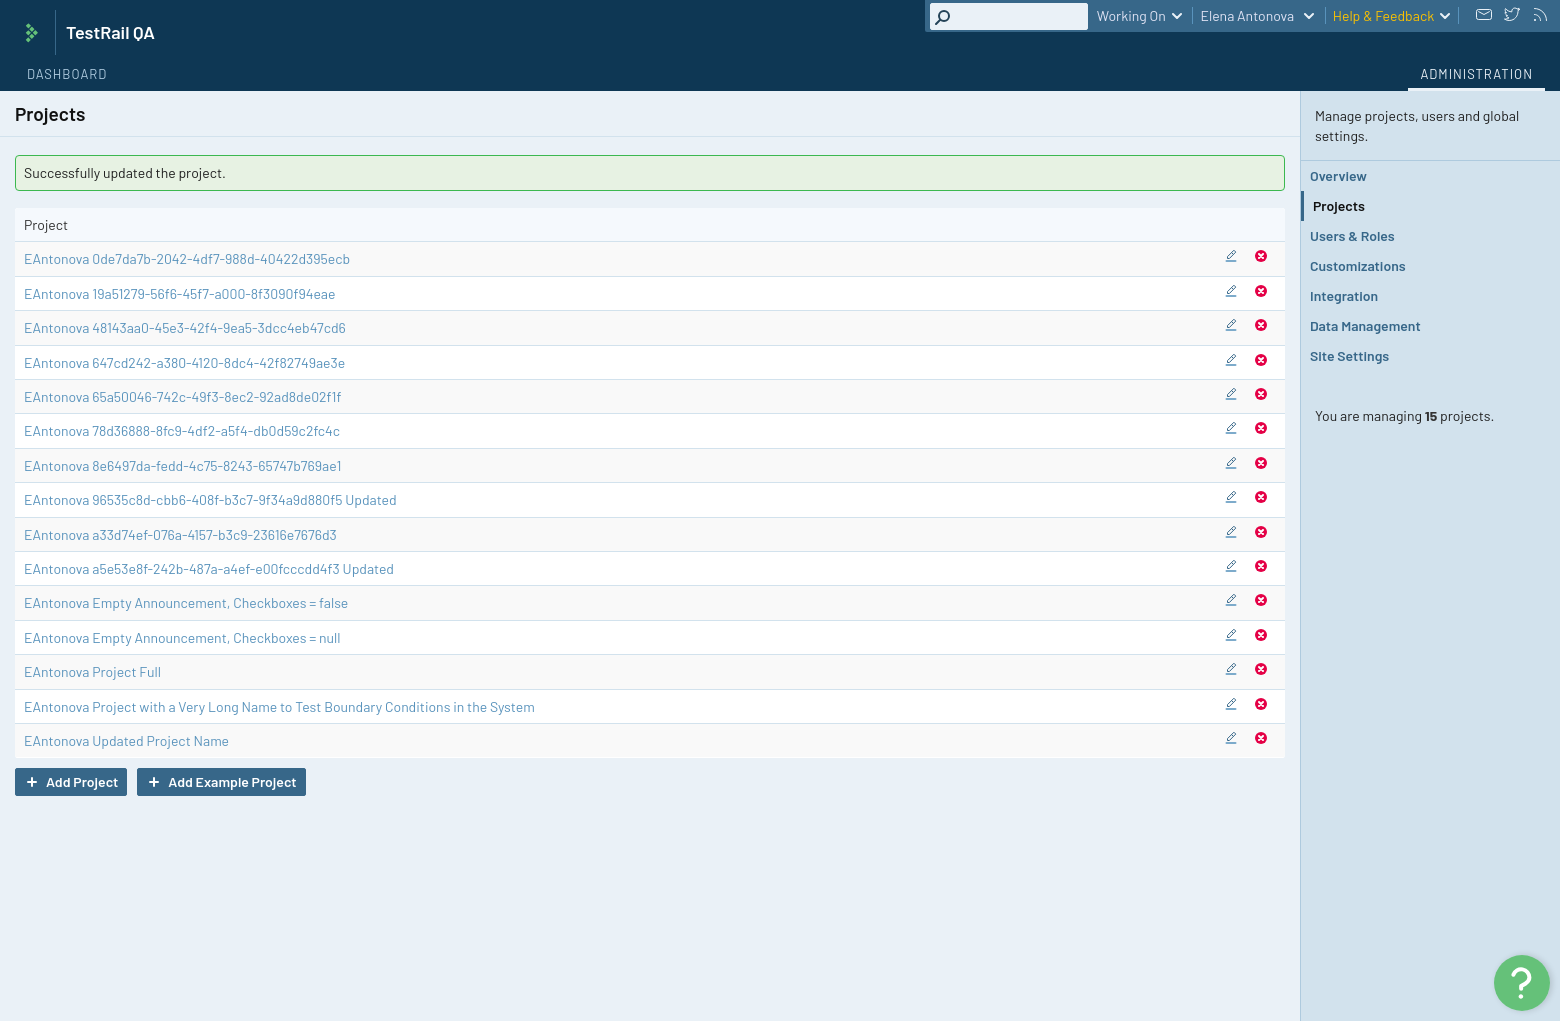 TestRail QA
Working On
Elena Antonova
Help & Feedback
DASHBOARD
ADMINISTRATION
Projects
Successfully updated the project.
Project
EAntonova 0de7da7b-2042-4df7-988d-40422d395ecb
EAntonova 19a51279-56f6-45f7-a000-8f3090f94eae
EAntonova 48143aa0-45e3-42f4-9ea5-3dcc4eb47cd6
EAntonova 647cd242-a380-4120-8dc4-42f82749ae3e
EAntonova 65a50046-742c-49f3-8ec2-92ad8de02f1f
EAntonova 78d36888-8fc9-4df2-a5f4-db0d59c2fc4c
EAntonova 8e6497da-fedd-4c75-8243-65747b769ae1
EAntonova 96535c8d-cbb6-408f-b3c7-9f34a9d880f5 Updated
EAntonova a33d74ef-076a-4157-b3c9-23616e7676d3
EAntonova a5e53e8f-242b-487a-a4ef-e00fcccdd4f3 Updated
EAntonova Empty Announcement, Checkboxes = false
EAntonova Empty Announcement, Checkboxes = null
EAntonova Project Full
EAntonova Project with a Very Long Name to Test Boundary Conditions in the System
EAntonova Updated Project Name
+ Add Project
+ Add Example Project
Manage projects, users and global
settings.
Overview
Projects
Users & Roles
Customizations
Integration
Data Management
Site Settings
You are managing 15 projects.
?